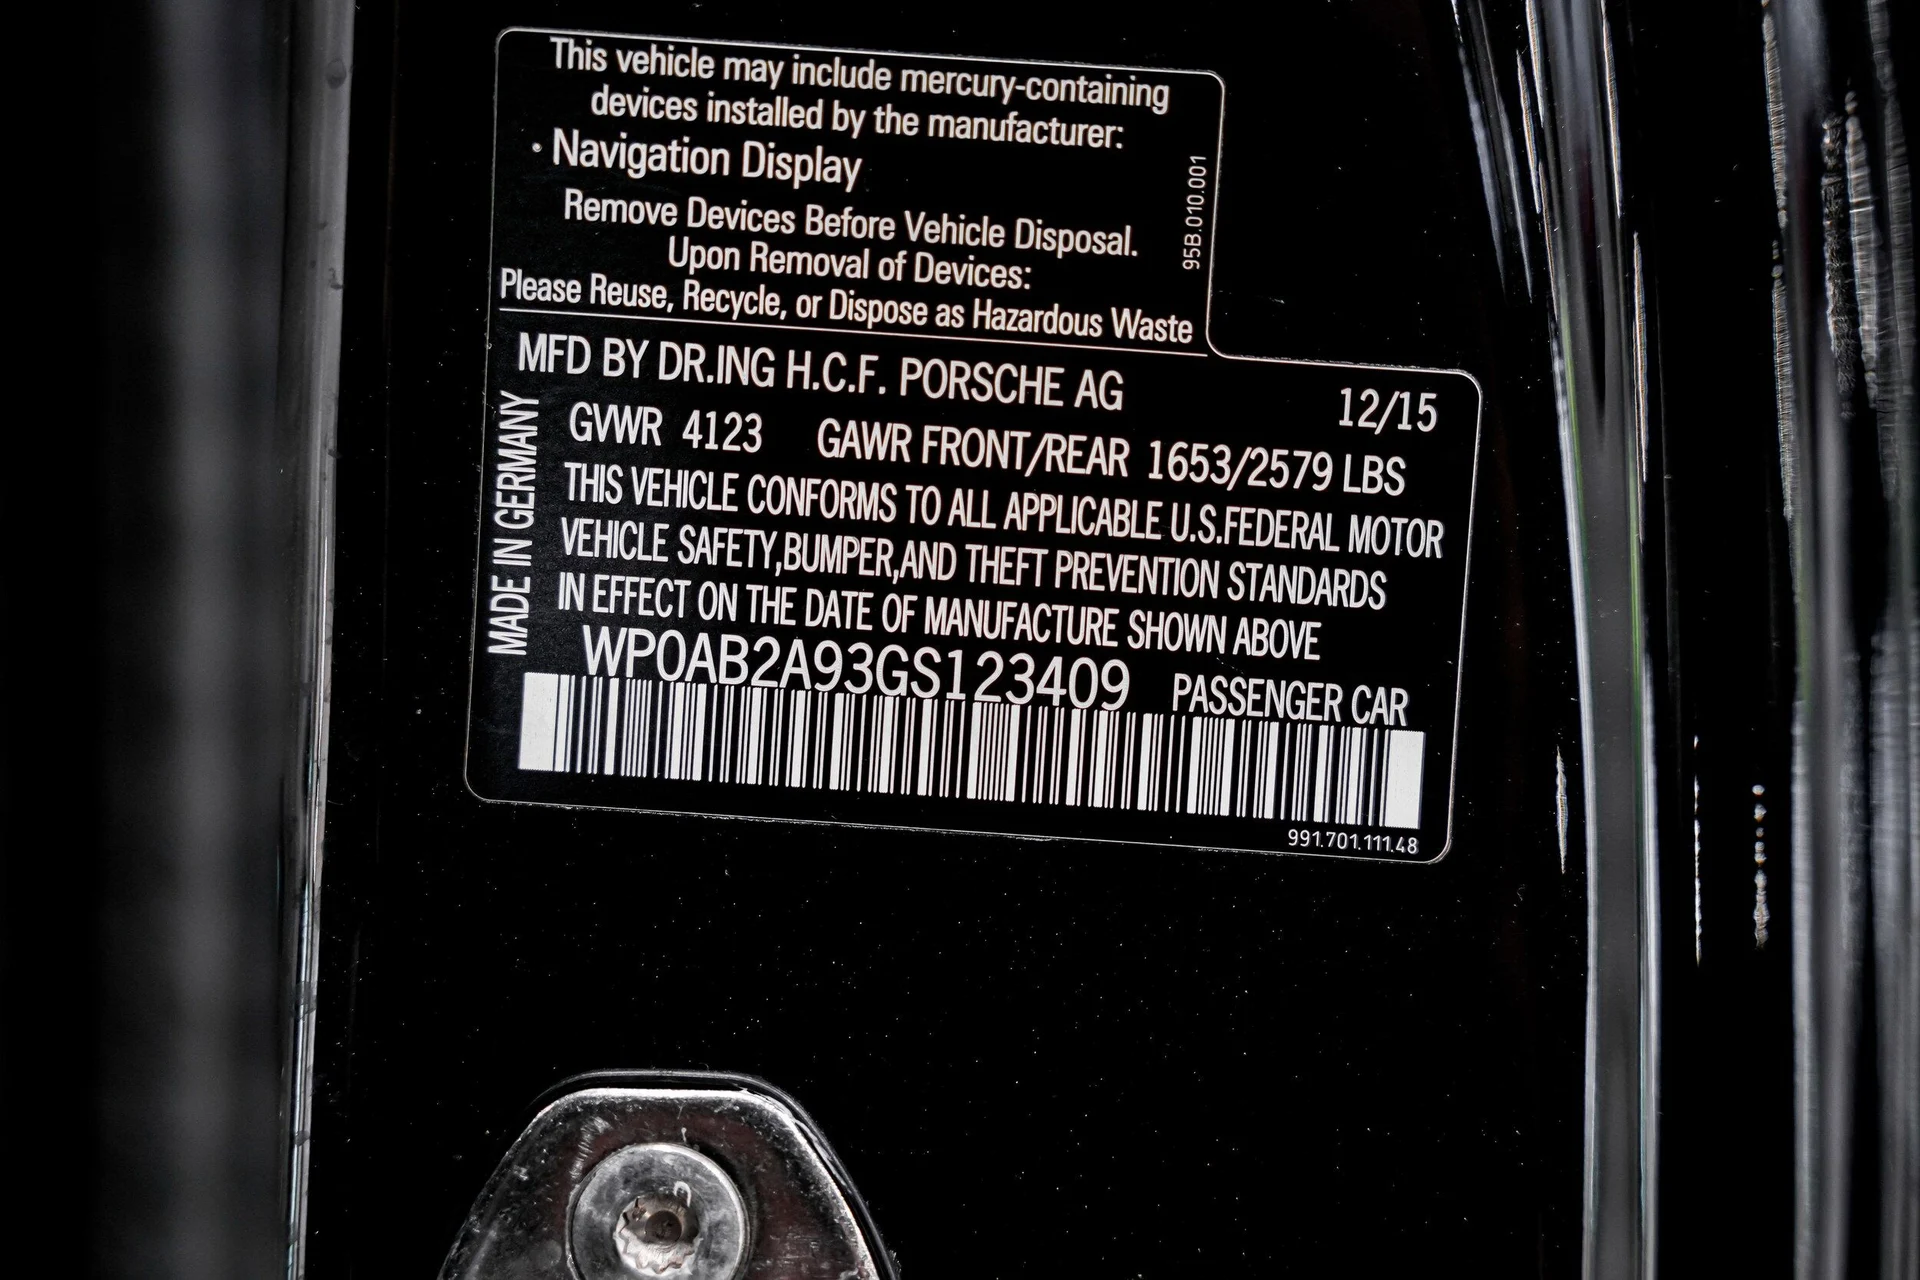 This vehicle may include mercury-containing
devices installed by the manufacturer:
· Navigation Display
Remove Devices Before Vehicle Disposal.
Upon Removal of Devices:
Please Reuse, Recycle, or Dispose as Hazardous Waste
95B.010.001
MFD BY DR.ING H.C.F. PORSCHE AG 12/15
GVWR 4123 GAWR FRONT/REAR 1653/2579 LBS
THIS VEHICLE CONFORMS TO ALL APPLICABLE U.S.FEDERAL MOTOR
VEHICLE SAFETY,BUMPER,AND THEFT PREVENTION STANDARDS
IN EFFECT ON THE DATE OF MANUFACTURE SHOWN ABOVE
MADE IN GERMANY
WP0AB2A93GS123409 PASSENGER CAR
991.701.111.48